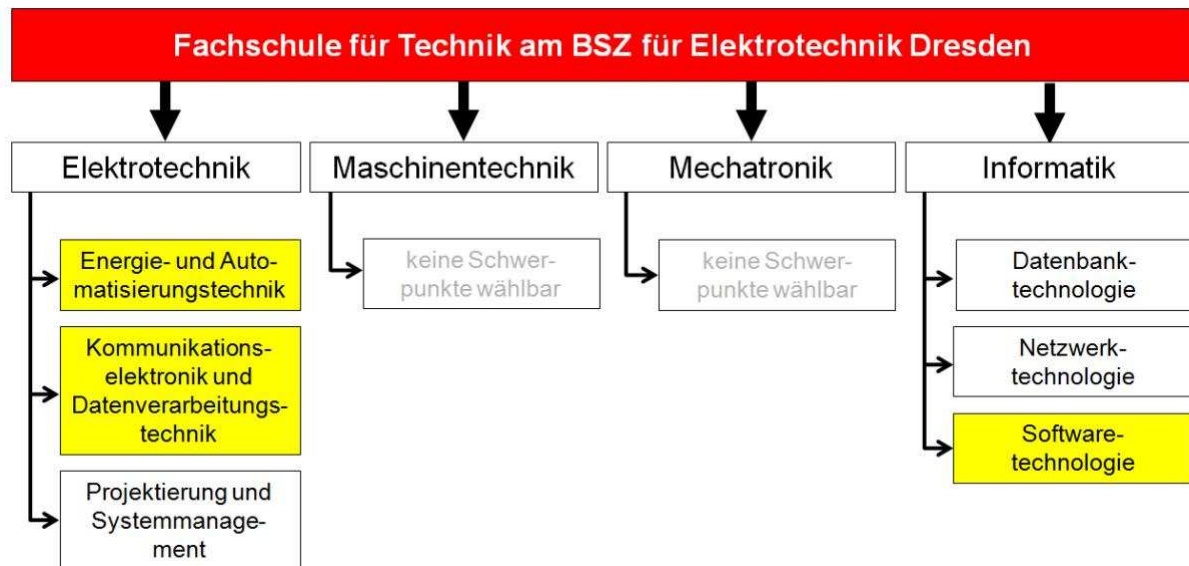 Fachschule für Technik am BSZ für Elektrotechnik Dresden
Elektrotechnik
Energie- und Auto-
matisierungstechnik
Kommunikations-
elektronik und
Datenverarbeitungs-
technik
Projektierung und
Systemmanage-
ment
Maschinentechnik
keine Schwer-
punkte wählbar
Mechatronik
keine Schwer-
punkte wählbar
Informatik
Datenbank-
technologie
Netzwerk-
technologie
Software-
technologie